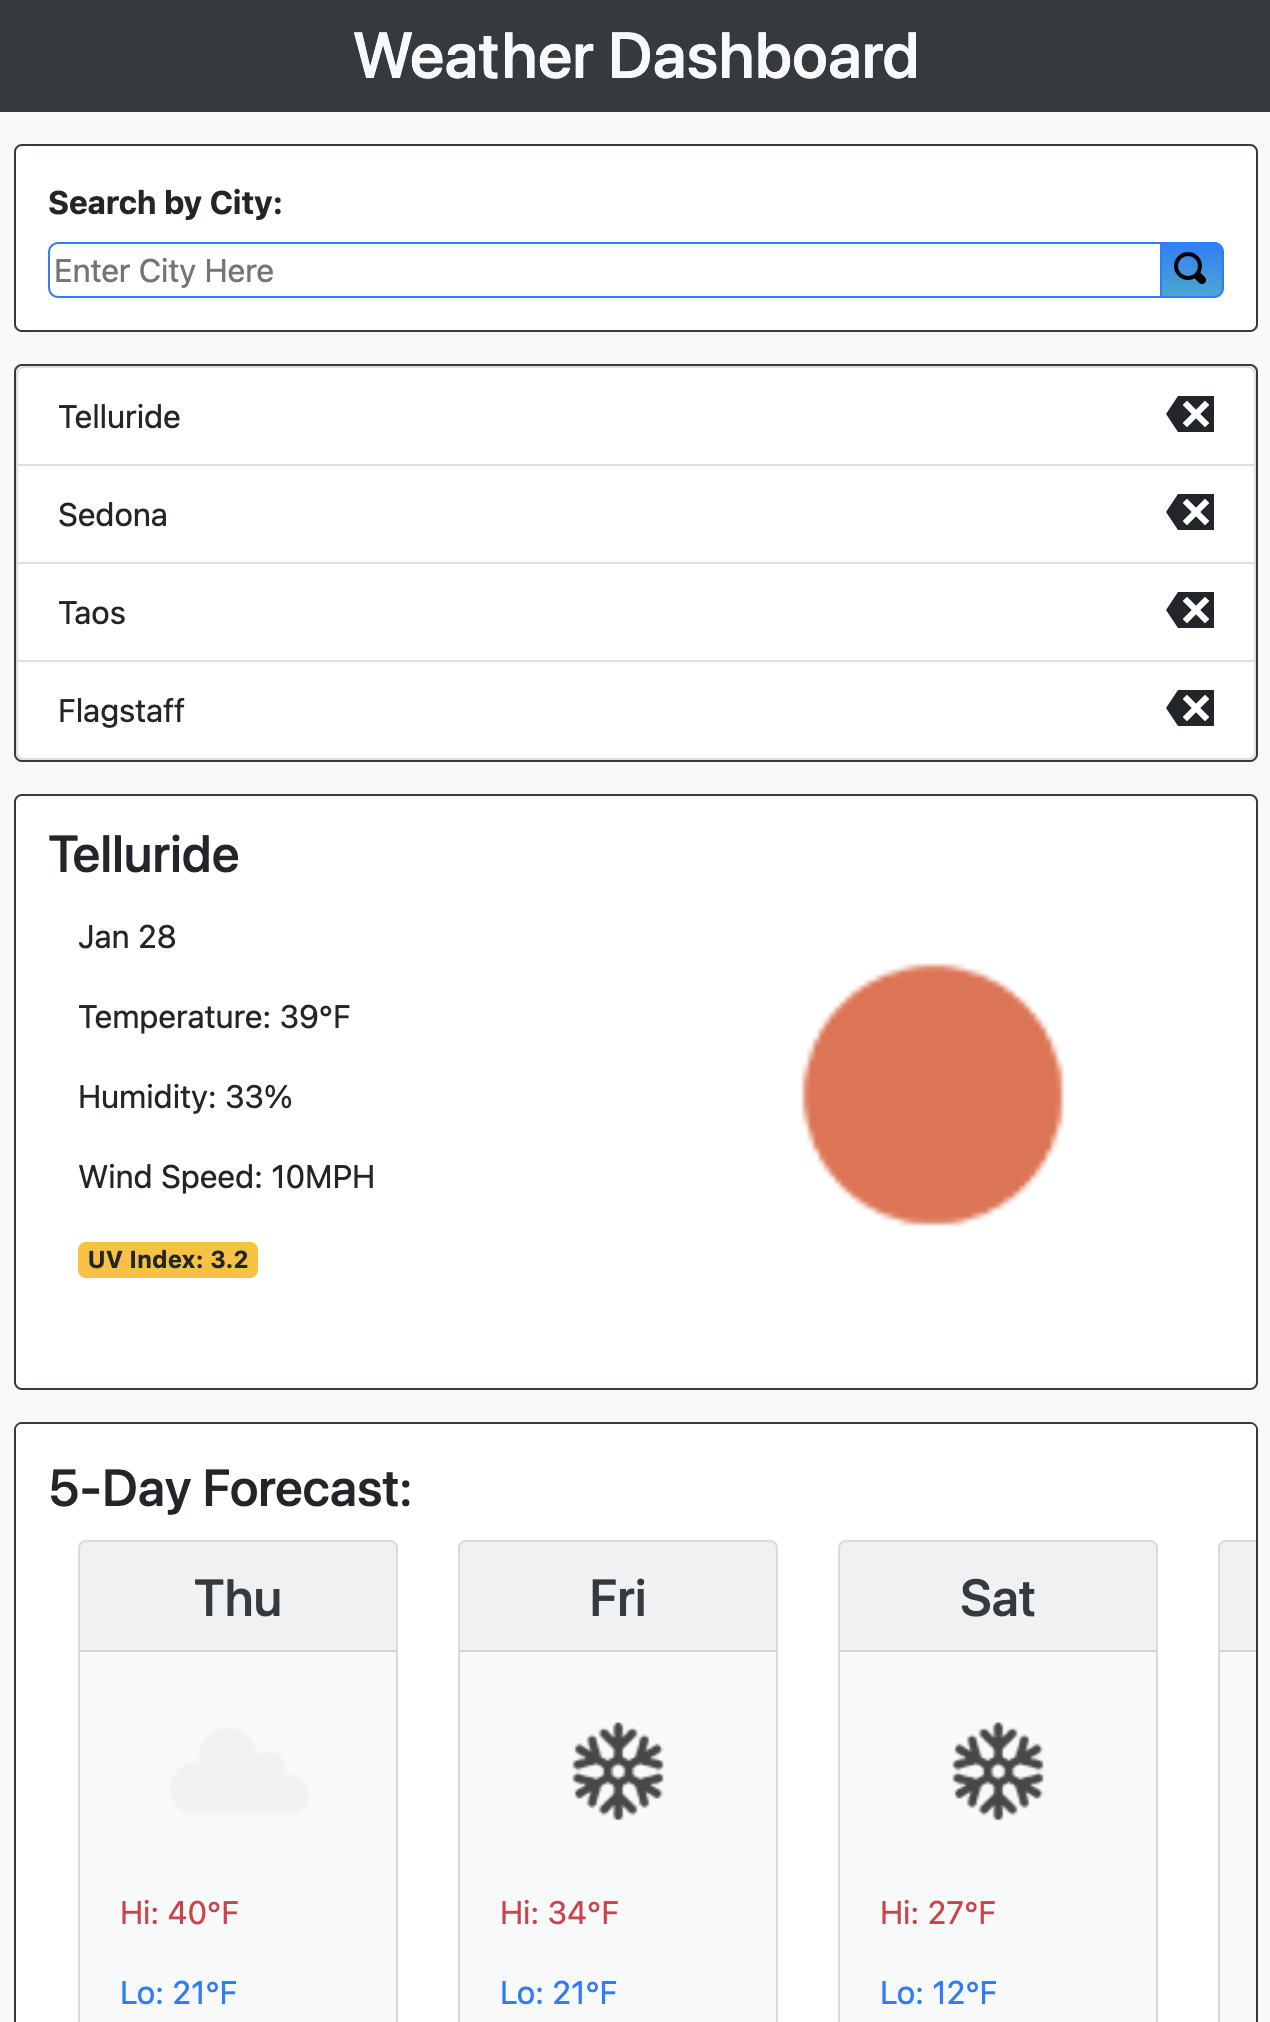 Weather Dashboard
Search by City:
Enter City Here
Telluride
Sedona
Taos
Flagstaff
Telluride
Jan 28
Temperature: 39°F
Humidity: 33%
Wind Speed: 10MPH
UV Index: 3.2
5-Day Forecast:
Thu
Fri
Sat
Hi: 40°F
Hi: 34°F
Hi: 27°F
Lo: 21°F
Lo: 21°F
Lo: 12°F